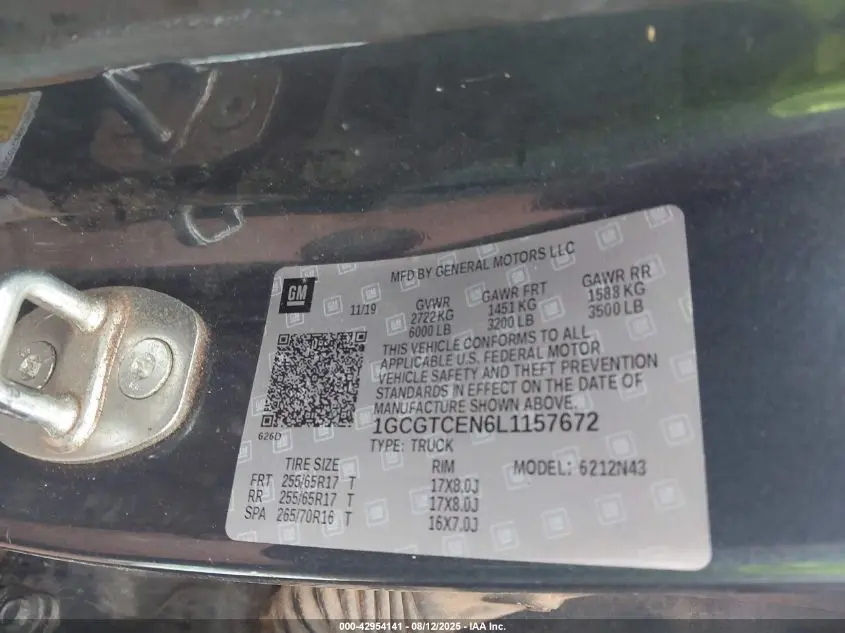 MFD BY GENERAL MOTORS LLC
GM
11/19
GVWR GAWR FRT GAWR RR
2722 KG 1451 KG 1588 KG
6000 LB 3200 LB 3500 LB
THIS VEHICLE CONFORMS TO ALL
APPLICABLE U.S. FEDERAL MOTOR
VEHICLE SAFETY AND THEFT PREVENTION
STANDARDS IN EFFECT ON THE DATE OF
MANUFACTURE SHOWN ABOVE.
626D
1GCGTCEN6L1157672
TYPE: TRUCK
TIRE SIZE RIM MODEL: 6212N43
FRT 255/65R17 T 17X8.0J
RR 255/65R17 T 17X8.0J
SPA 265/70R16 T 16X7.0J
000-42954141 - 08/12/2025 - IAA Inc.